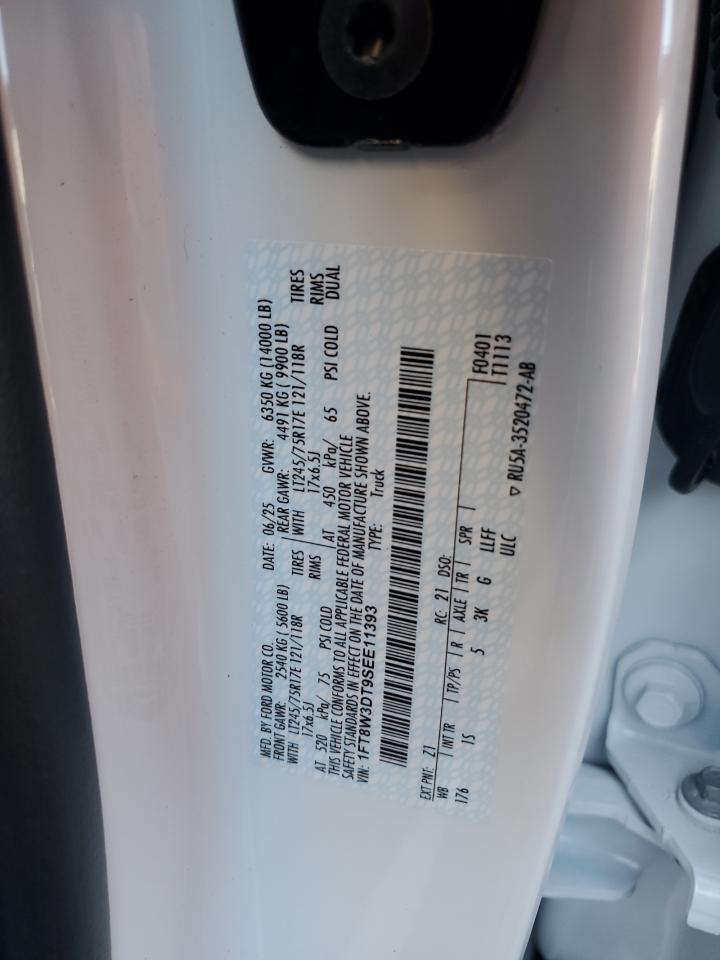 MFD. BY FORD MOTOR CO.
DATE: 06/25 GVWR: 6350 KG (14000 LB)
FRONT GAWR: 2540 KG (5600 LB) REAR GAWR: 4491 KG (9900 LB)
WITH LT245/75R17E 121/118R TIRES WITH LT245/75R17E 121/118R TIRES
17x6.5J RIMS 17x6.5J RIMS
AT 520 kPa/ 75 PSI COLD AT 450 kPa/ 65 PSI COLD DUAL
THIS VEHICLE CONFORMS TO ALL APPLICABLE FEDERAL MOTOR VEHICLE
SAFETY STANDARDS IN EFFECT ON THE DATE OF MANUFACTURE SHOWN ABOVE.
VIN: 1FT8W3DT9SEE11393 TYPE: Truck
EXT PNT: Z1 RC: 21 DSO: F0401
WB INT TR TP/PS R AXLE TR SPR T1113
176 1S 5 3K G LLFF
ULC ▽ RU5A-3520472-AB